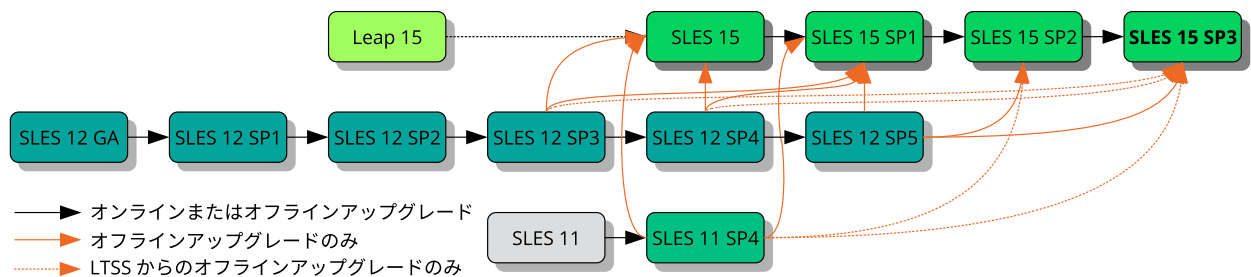 Leap 15
SLES 15
SLES 15 SP1
SLES 15 SP2
SLES 15 SP3
SLES 12 GA
SLES 12 SP1
SLES 12 SP2
SLES 12 SP3
SLES 12 SP4
SLES 12 SP5
オンラインまたはオフラインアップグレード
オフラインアップグレードのみ
LTSS からのオフラインアップグレードのみ
SLES 11
SLES 11 SP4